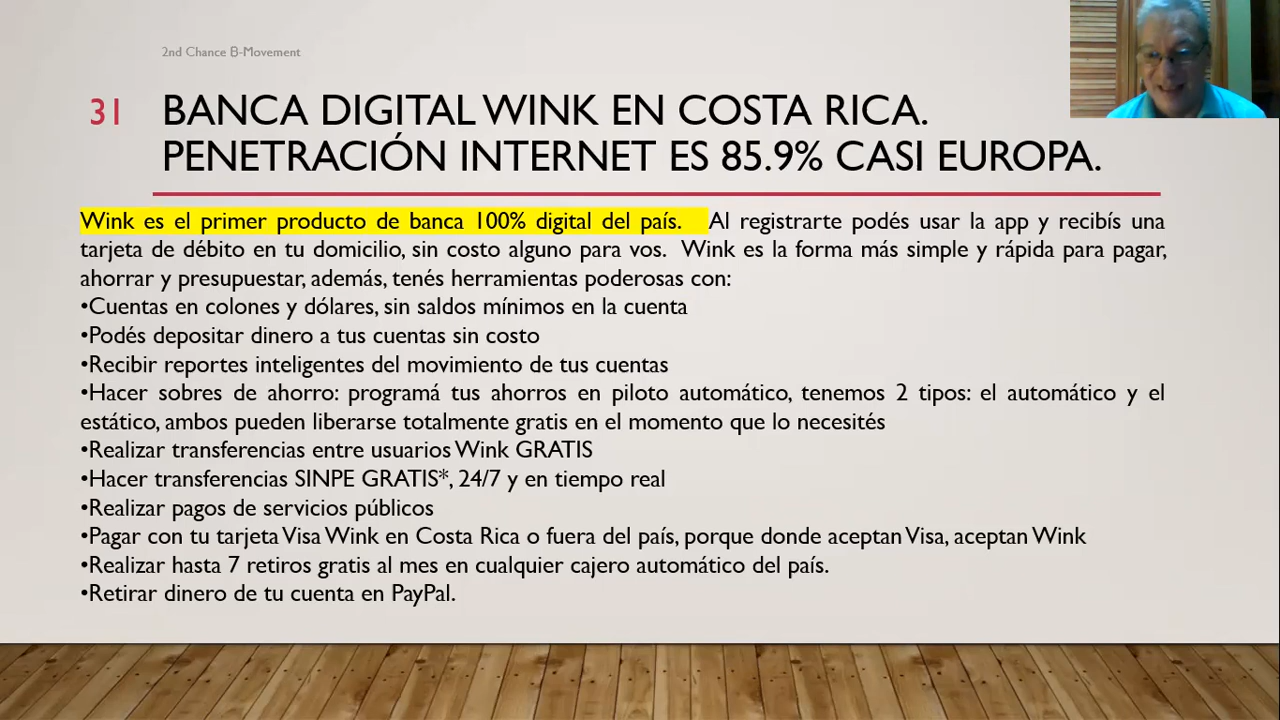 2nd Chance B-Movement
31
BANCA DIGITAL WINK EN COSTA RICA.
PENETRACIÓN INTERNET ES 85.9% CASI EUROPA.
Wink es el primer producto de banca 100% digital del país. Al registrarte podés usar la app y recibís una
tarjeta de débito en tu domicilio, sin costo alguno para vos. Wink es la forma más simple y rápida para pagar,
ahorrar y presupuestar, además, tenés herramientas poderosas con:
•Cuentas en colones y dólares, sin saldos mínimos en la cuenta
•Podés depositar dinero a tus cuentas sin costo
•Recibir reportes inteligentes del movimiento de tus cuentas
•Hacer sobres de ahorro: programá tus ahorros en piloto automático, tenemos 2 tipos: el automático y el
estático, ambos pueden liberarse totalmente gratis en el momento que lo necesités
•Realizar transferencias entre usuarios Wink GRATIS
•Hacer transferencias SINPE GRATIS*, 24/7 y en tiempo real
•Realizar pagos de servicios públicos
•Pagar con tu tarjeta Visa Wink en Costa Rica o fuera del país, porque donde aceptan Visa, aceptan Wink
•Realizar hasta 7 retiros gratis al mes en cualquier cajero automático del país.
•Retirar dinero de tu cuenta en PayPal.